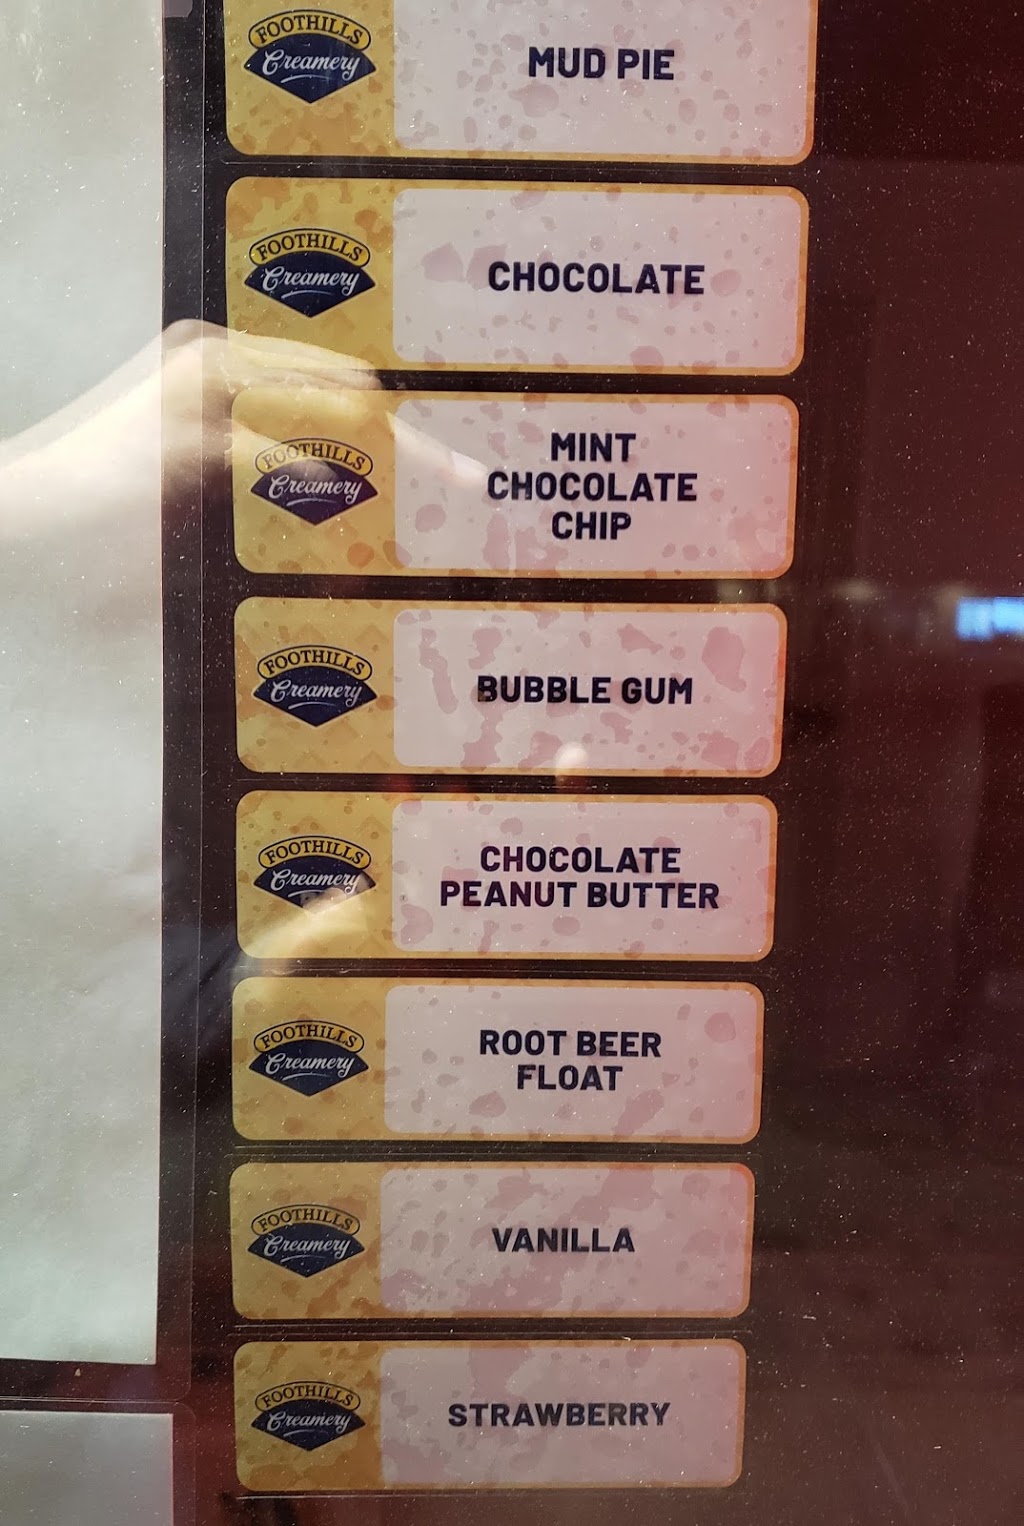 FOOTHILLS
Creamery
MUD PIE
FOOTHILLS
Creamery
CHOCOLATE
FOOTHILLS
Creamery
MINT
CHOCOLATE
CHIP
FOOTHILLS
Creamery
BUBBLE GUM
FOOTHILLS
Creamery
CHOCOLATE
PEANUT BUTTER
FOOTHILLS
Creamery
ROOT BEER
FLOAT
FOOTHILLS
Creamery
VANILLA
FOOTHILLS
Creamery
STRAWBERRY